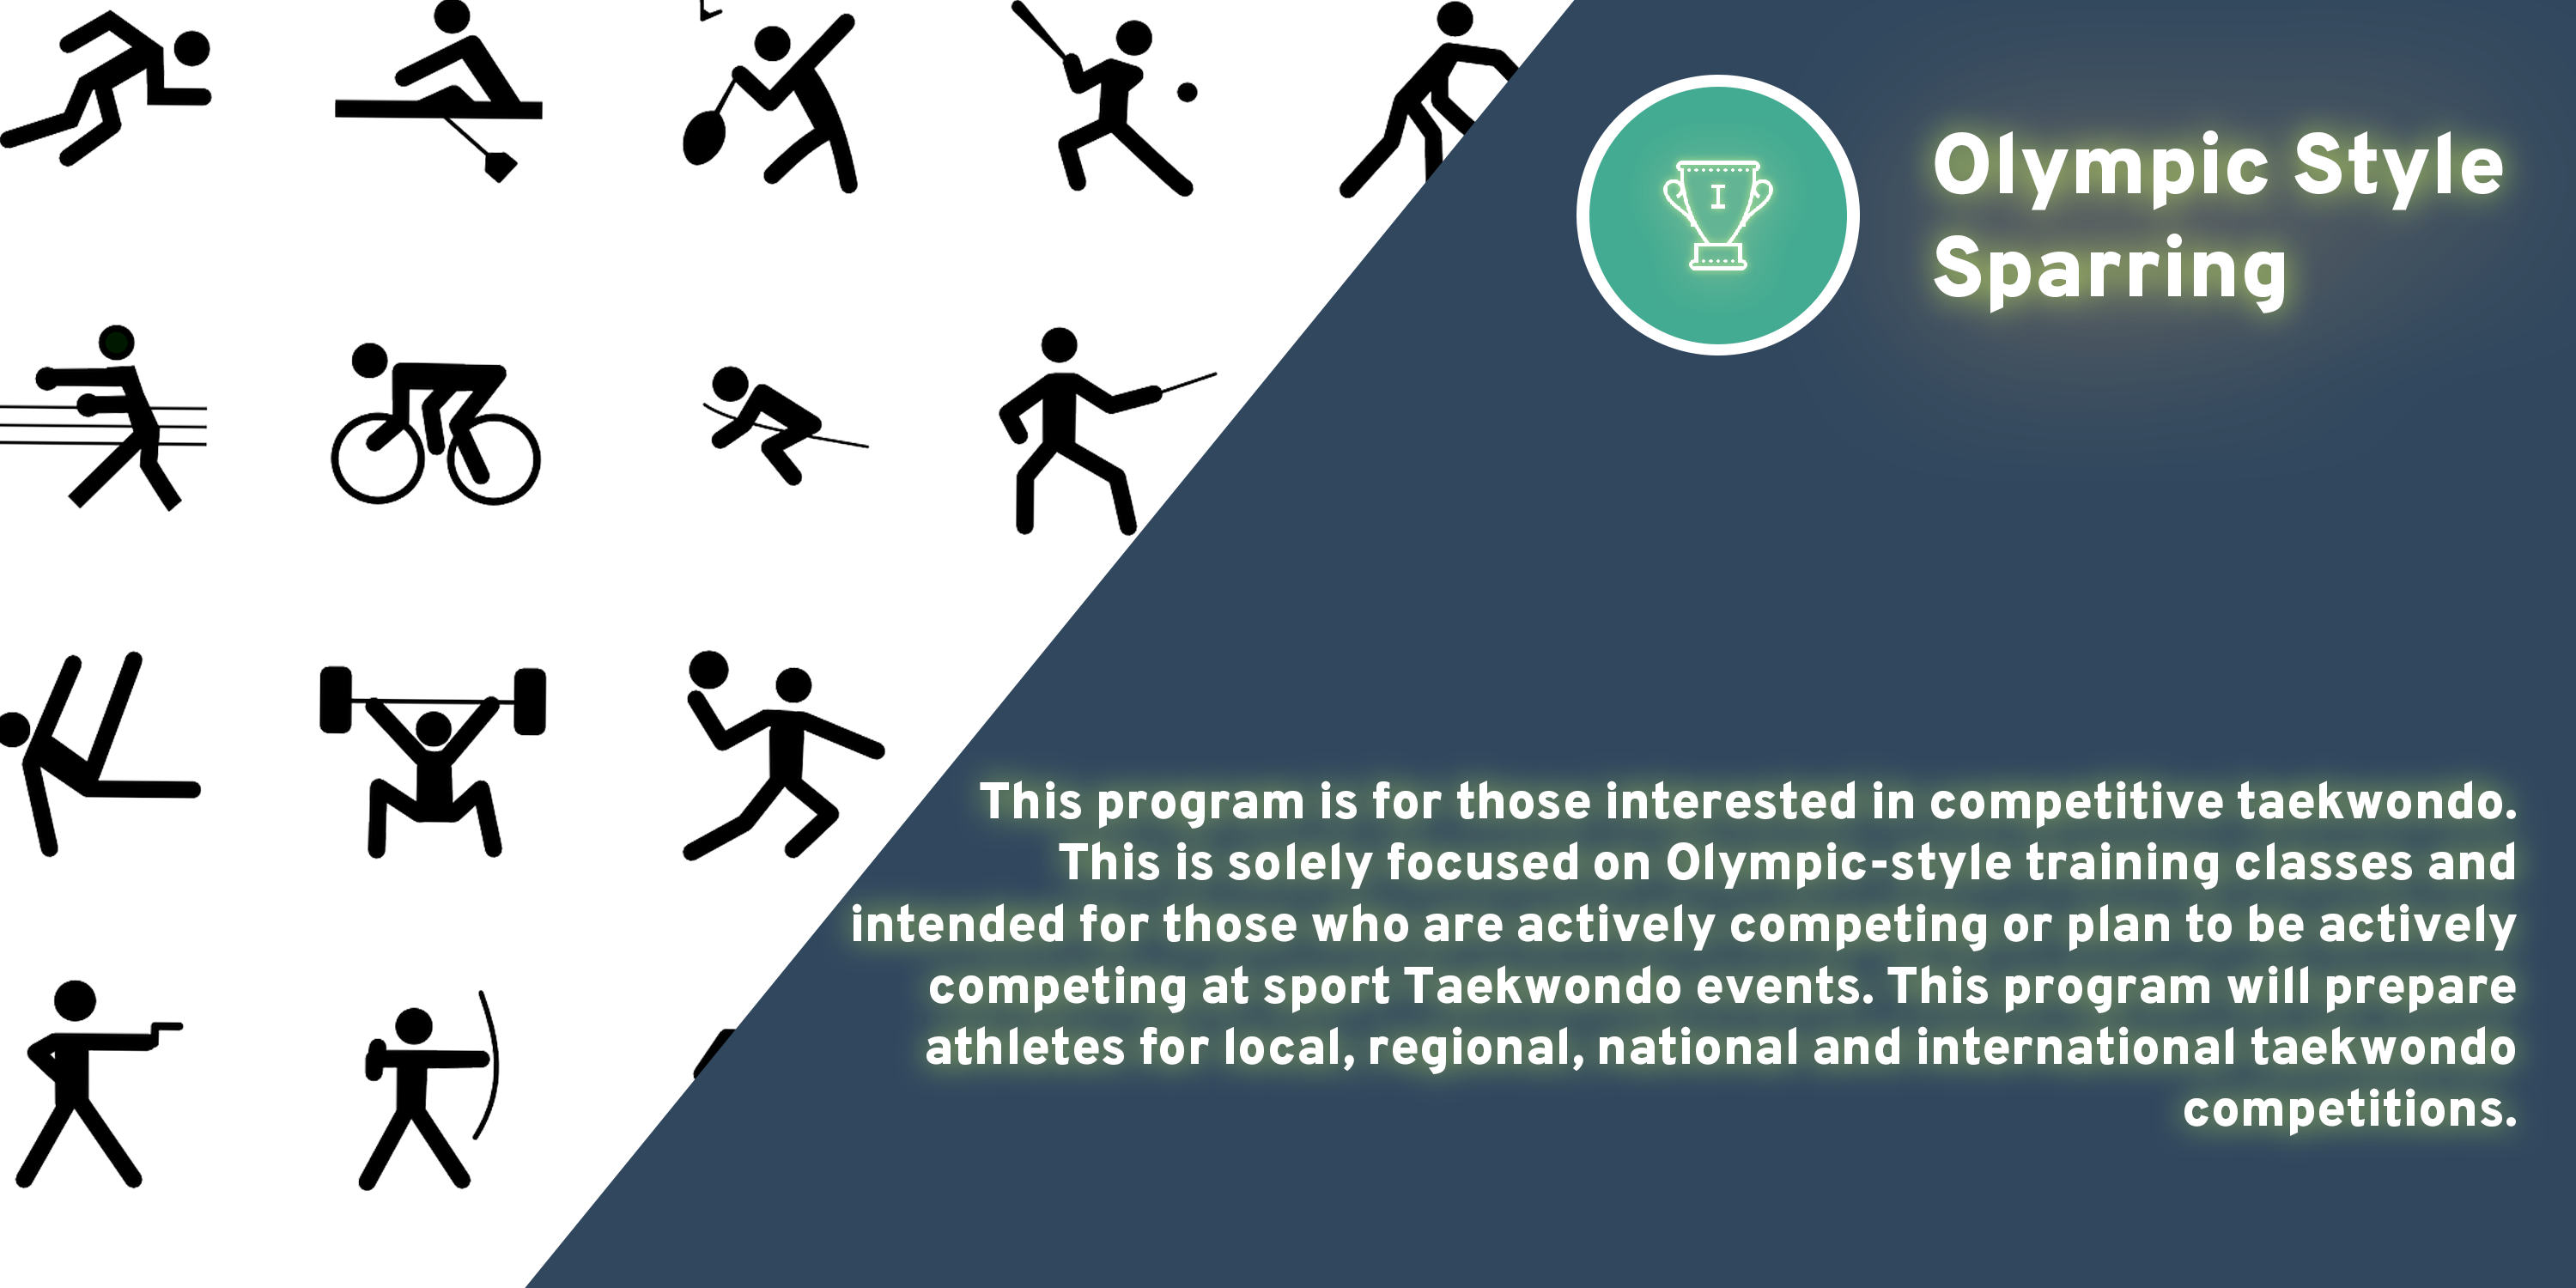 I
Olympic Style
Sparring
This program is for those interested in competitive taekwondo.
This is solely focused on Olympic-style training classes and
intended for those who are actively competing or plan to be actively
competing at sport Taekwondo events. This program will prepare
athletes for local, regional, national and international taekwondo
competitions.